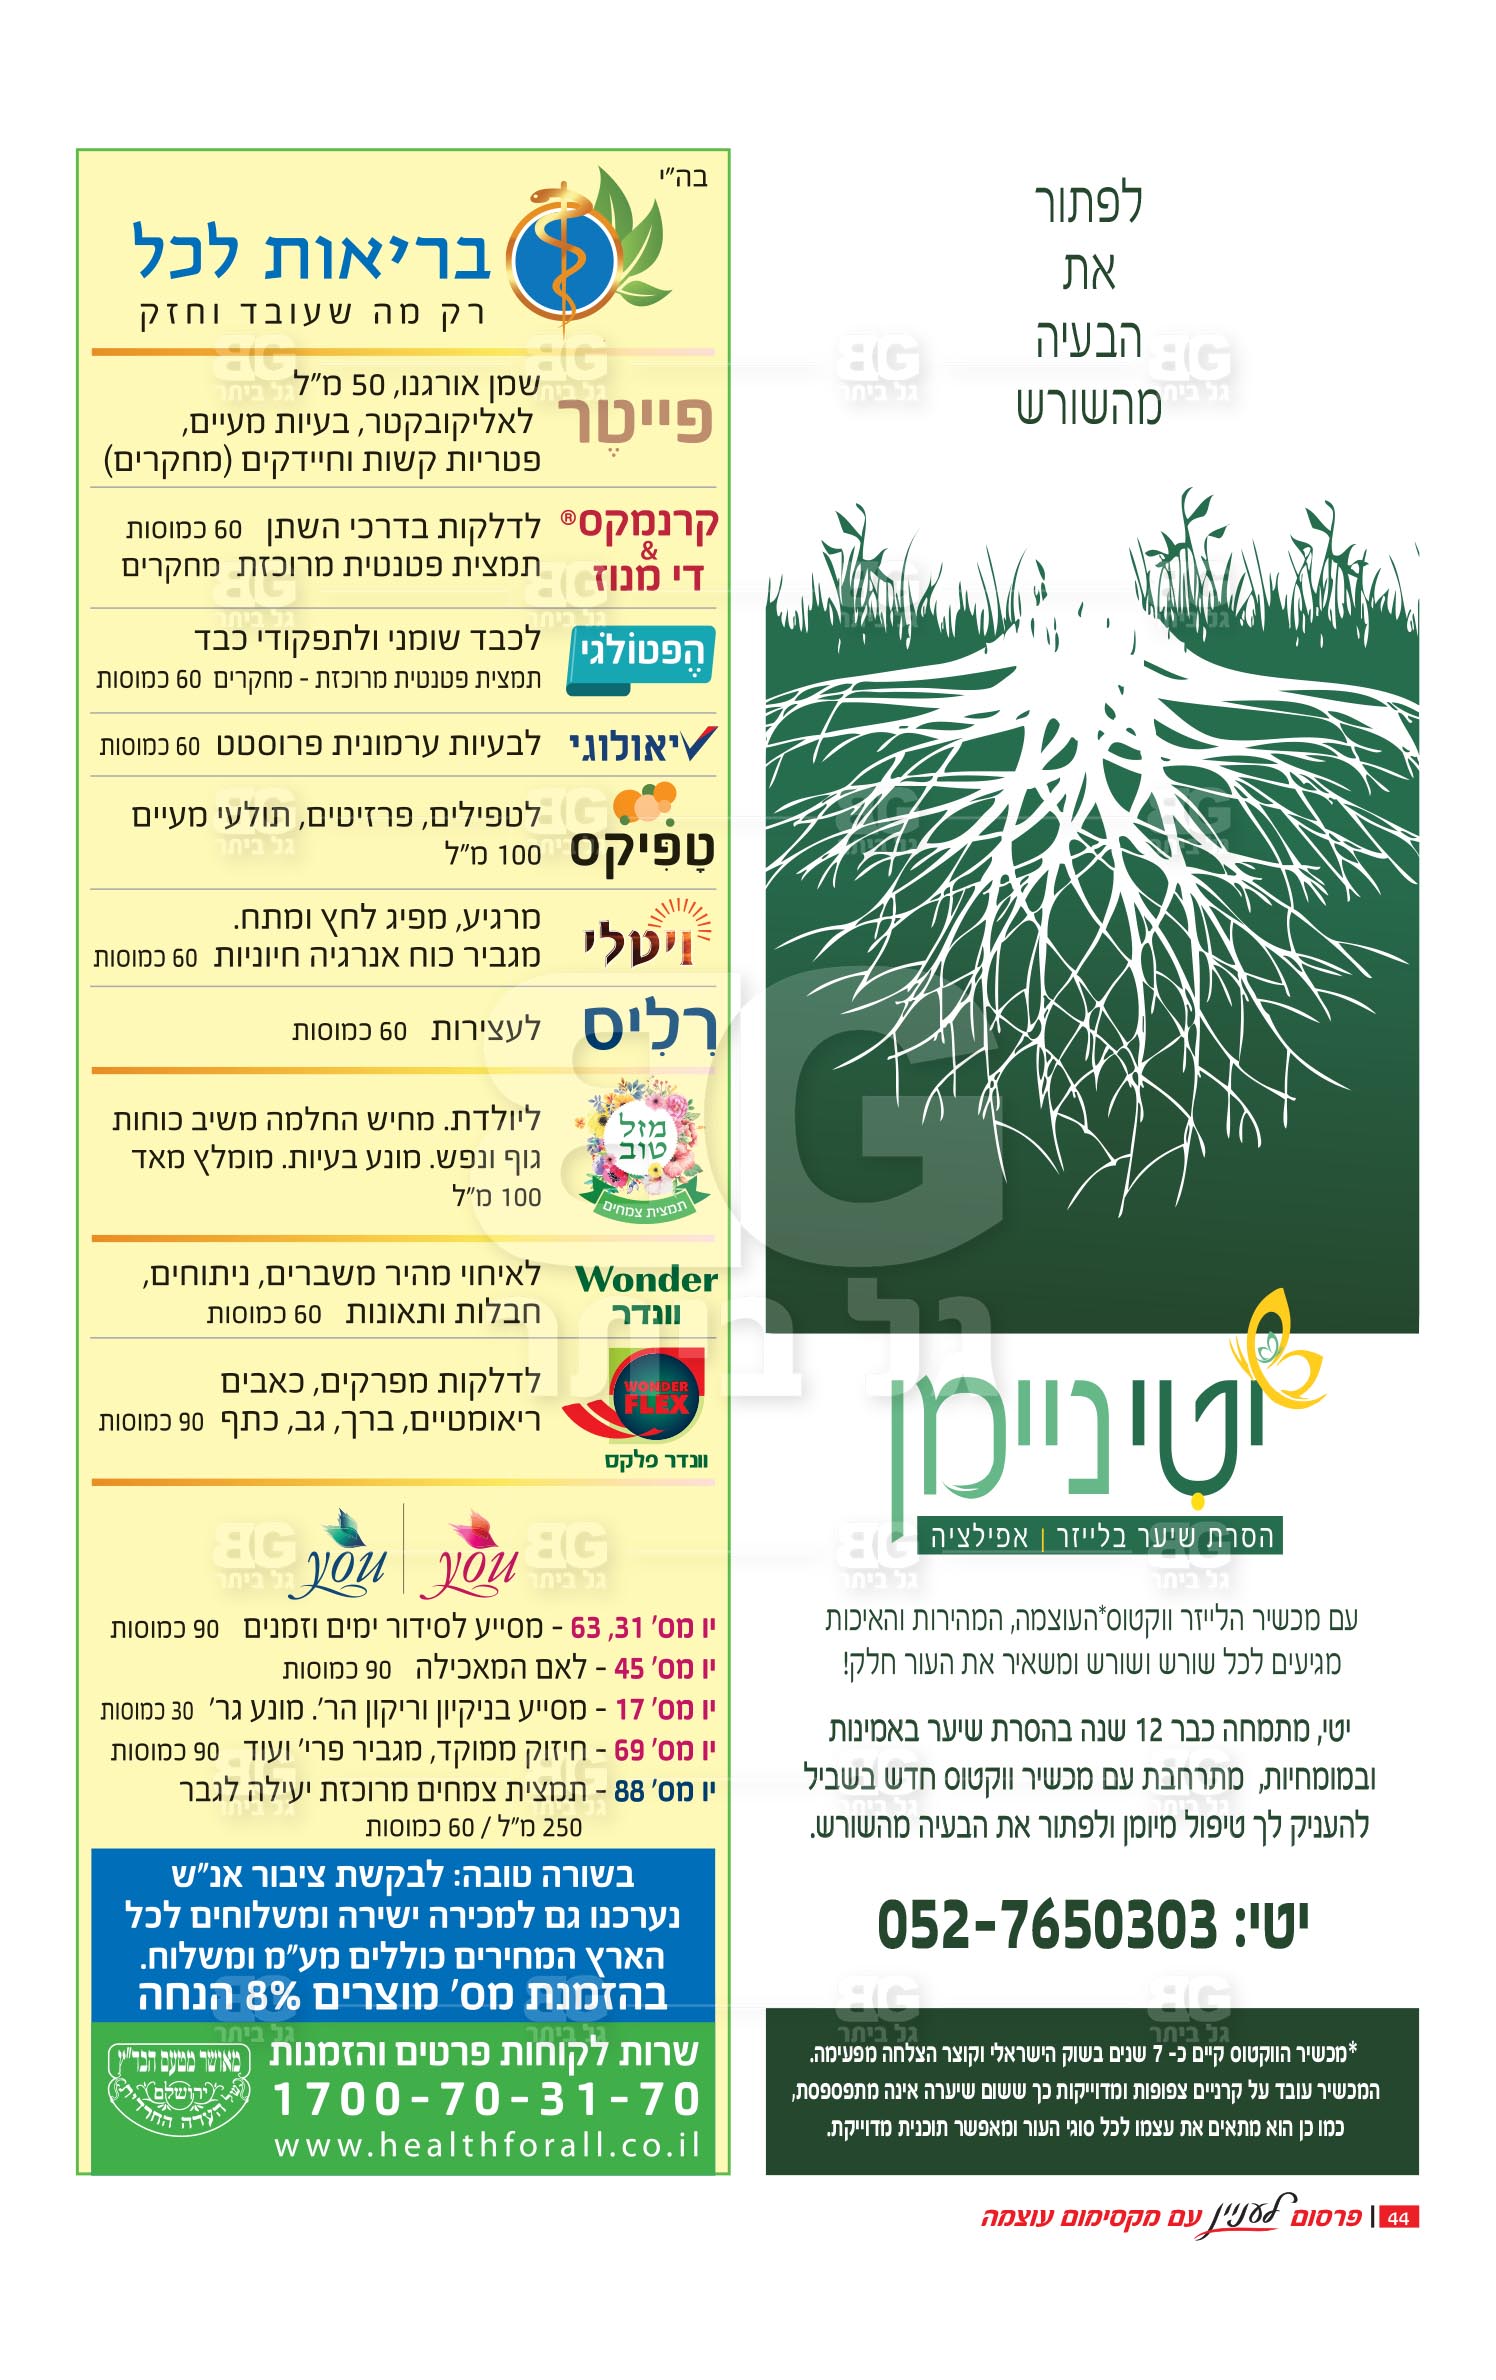 לפתור
את
הבעיה
מהשורש
יטי ניימן
הסרת שיער בלייזר | אפילציה
עם מכשיר הלייזר ווקטוס*העוצמה, המהירות והאיכות
מגיעים לכל שורש ושורש ומשאיר את העור חלק!
יטי, מתמחה כבר 12 שנה בהסרת שיער באמינות
ובמומחיות, מתרחבת עם מכשיר ווקטוס חדש בשביל
להעניק לך טיפול מיומן ולפתור את הבעיה מהשורש.
יטי: 052-7650303
*מכשיר הווקטוס קיים כ- 7 שנים בשוק הישראלי וקוצר הצלחה מפעימה.
המכשיר עובד על קרניים צפופות ומדוייקות כך ששום שיערה אינה מתפספסת,
כמו כן הוא מתאים את עצמו לכל סוגי העור ומאפשר תוכנית מדוייקת.
44 | פרסום לעניין עם מקסימום עוצמה
בה"י
בריאות לכל
רק מה שעובד וחזק
פייטֶר
שמן אורגנו, 50 מ"ל
לאליקובקטר, בעיות מעיים,
פטריות קשות וחיידקים (מחקרים)
קרנמקס®
&
די מנוז
לדלקות בדרכי השתן 60 כמוסות
תמצית פטנטית מרוכזת מחקרים
הֶפטוֹלֹגי
לכבד שומני ולתפקודי כבד
תמצית פטנטית מרוכזת - מחקרים 60 כמוסות
יאולוגי
לבעיות ערמונית פרוסטט 60 כמוסות
טָפִּיקס
לטפילים, פרזיטים, תולעי מעיים
100 מ"ל
ויטלי
מרגיע, מפיג לחץ ומתח.
מגביר כוח אנרגיה חיוניות 60 כמוסות
רִלִיס
לעצירות 60 כמוסות
מזל
טוב
תמצית צמחים
ליולדת. מחיש החלמה משיב כוחות
גוף ונפש. מונע בעיות. מומלץ מאד
100 מ"ל
Wonder
וונדר
לאיחוי מהיר משברים, ניתוחים,
חבלות ותאונות 60 כמוסות
WONDER
FLEX
וונדר פלקס
לדלקות מפרקים, כאבים
ריאומטיים, ברך, גב, כתף 90 כמוסות
you you
יו מס' 31, 63 - מסייע לסידור ימים וזמנים 90 כמוסות
יו מס' 45 - לאם המאכילה 90 כמוסות
יו מס' 17 - מסייע בניקיון וריקון הר'. מונע גר' 30 כמוסות
יו מס' 69 - חיזוק ממוקד, מגביר פרי' ועוד 90 כמוסות
יו מס' 88 - תמצית צמחים מרוכזת יעילה לגבר
250 מ"ל / 60 כמוסות
בשורה טובה: לבקשת ציבור אנ"ש
נערכנו גם למכירה ישירה ומשלוחים לכל
הארץ המחירים כוללים מע"מ ומשלוח.
בהזמנת מס' מוצרים 8% הנחה
שרות לקוחות פרטים והזמנות
1700-70-31-70
www.healthforall.co.il
מאושר מטעם הגר"ץ
ירושלם
של העדה החרדית
BG
גל ביתר